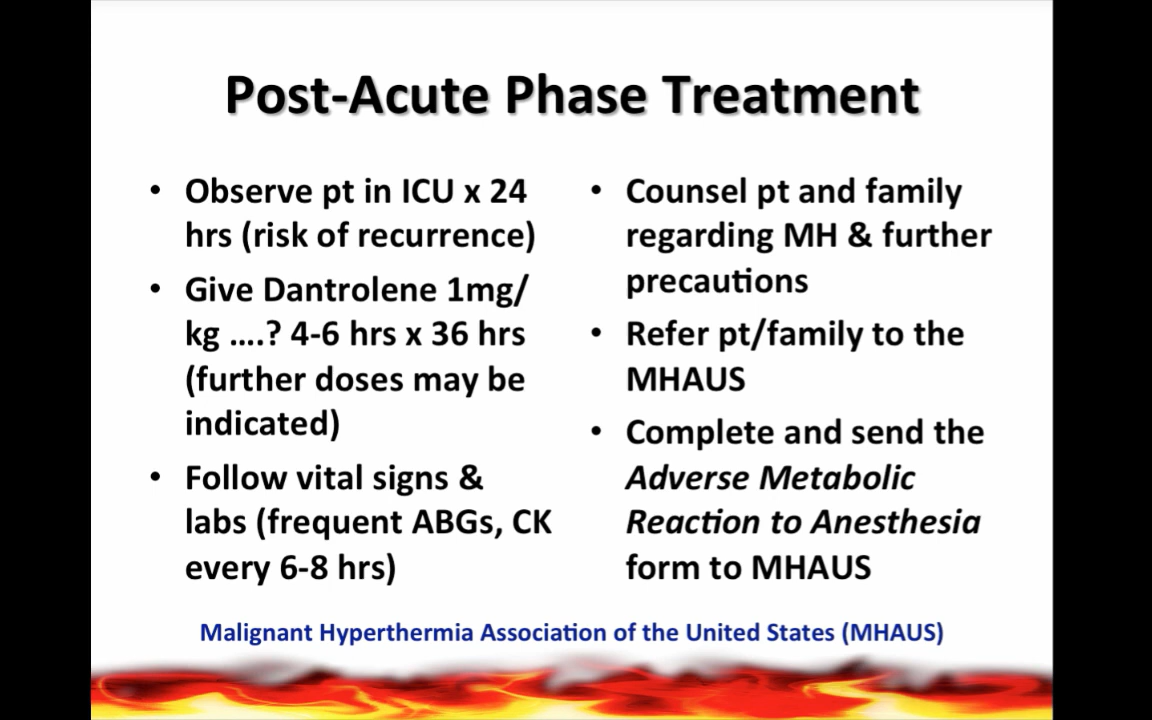 Post-Acute Phase Treatment
• Observe pt in ICU x 24
hrs (risk of recurrence)
• Give Dantrolene 1mg/
kg ....? 4-6 hrs x 36 hrs
(further doses may be
indicated)
• Follow vital signs &
labs (frequent ABGs, CK
every 6-8 hrs)
• Counsel pt and family
regarding MH & further
precautions
• Refer pt/family to the
MHAUS
• Complete and send the
Adverse Metabolic
Reaction to Anesthesia
form to MHAUS
Malignant Hyperthermia Association of the United States (MHAUS)